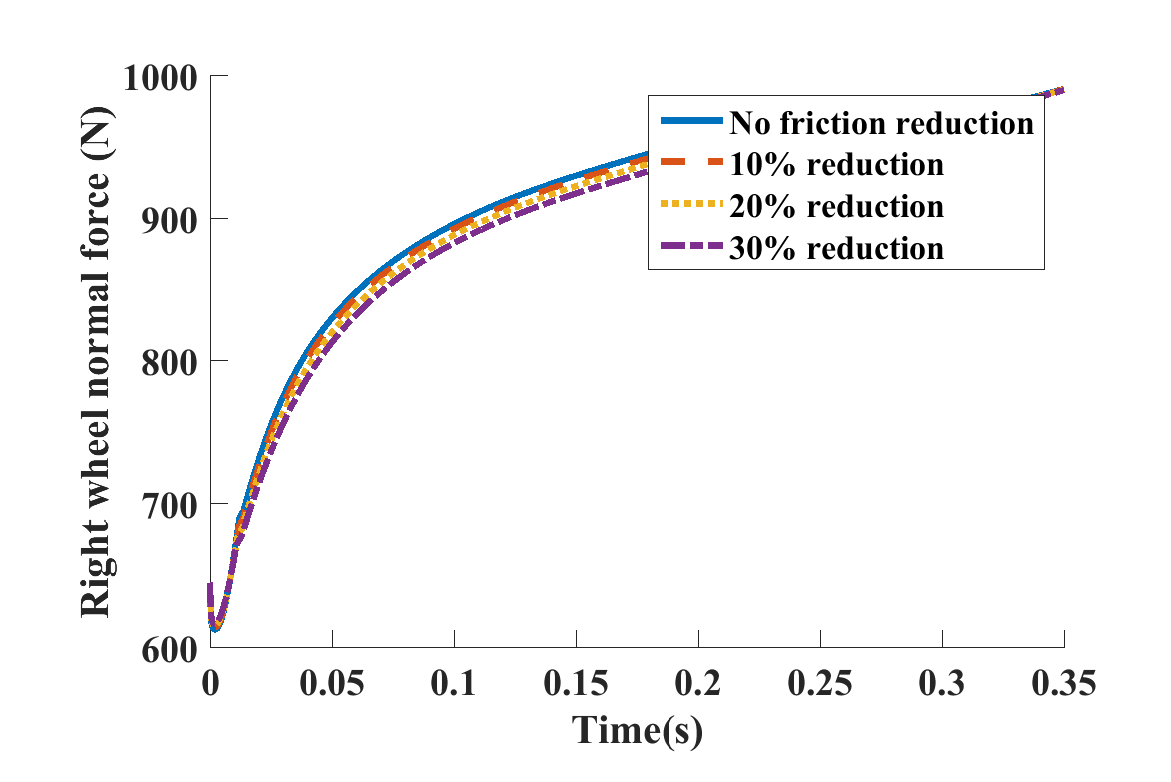 1000
900
800
700
600
Right wheel normal force (N)
No friction reduction
10% reduction
20% reduction
30% reduction
0 0.05 0.1 0.15 0.2 0.25 0.3 0.35
Time(s)